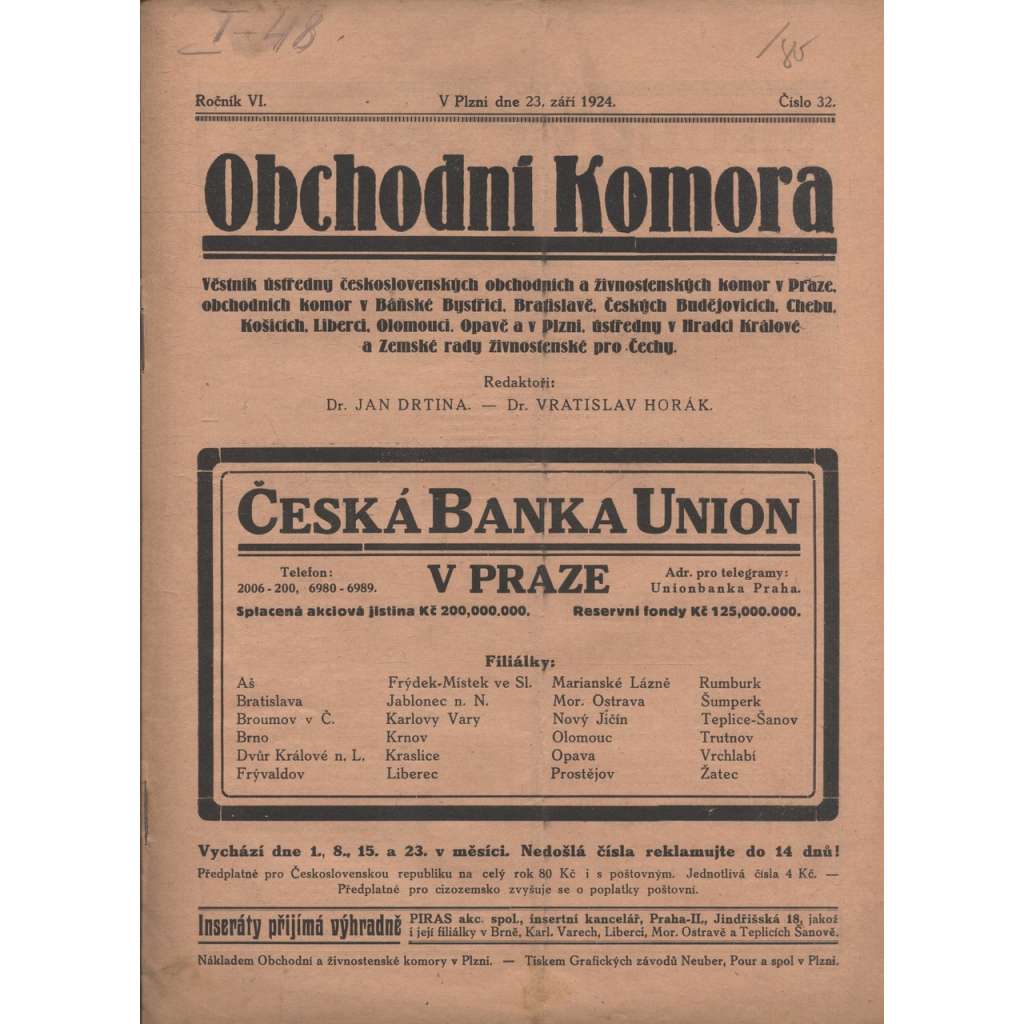 I-48.
/80
Ročník VI. V Plzni dne 23. září 1924. Číslo 32.
Obchodní Komora
Věstník ústředny československých obchodních a živnostenských komor v Praze,
obchodních komor v Báňské Bystřici, Bratislavě, Českých Budějovicích, Chebu,
Košicích, Liberci, Olomouci, Opavě a v Plzni, ústředny v Hradci Králové
a Zemské rady živnostenské pro Čechy.
Redaktoři:
Dr. JAN DRTINA. — Dr. VRATISLAV HORÁK.
ČESKÁ BANKA UNION
V PRAZE
Telefon:
2006-200, 6980-6989.
Adr. pro telegramy:
Unionbanka Praha.
Splacená akciová jistina Kč 200,000.000. Reservní fondy Kč 125,000.000.
Filiálky:
Aš Frýdek-Místek ve Sl. Marianské Lázně Rumburk
Bratislava Jablonec n. N. Mor. Ostrava Šumperk
Broumov v Č. Karlovy Vary Nový Jičín Teplice-Šanov
Brno Krnov Olomouc Trutnov
Dvůr Králové n. L. Kraslice Opava Vrchlabí
Frývaldov Liberec Prostějov Žatec
Vychází dne 1., 8., 15. a 23. v měsíci. Nedošlá čísla reklamujte do 14 dnů!
Předplatné pro Československou republiku na celý rok 80 Kč i s poštovným. Jednotlivá čísla 4 Kč. —
Předplatné pro cizozemsko zvyšuje se o poplatky poštovní.
Inseráty přijímá výhradně
PIRAS akc. spol., insertní kancelář, Praha-II., Jindřišská 18, jakož
i její filiálky v Brně, Karl. Varech, Liberci, Mor. Ostravě a Teplicích Šanově.
Nákladem Obchodní a živnostenské komory v Plzni. — Tiskem Grafických závodů Neuber, Pour a spol v Plzni.